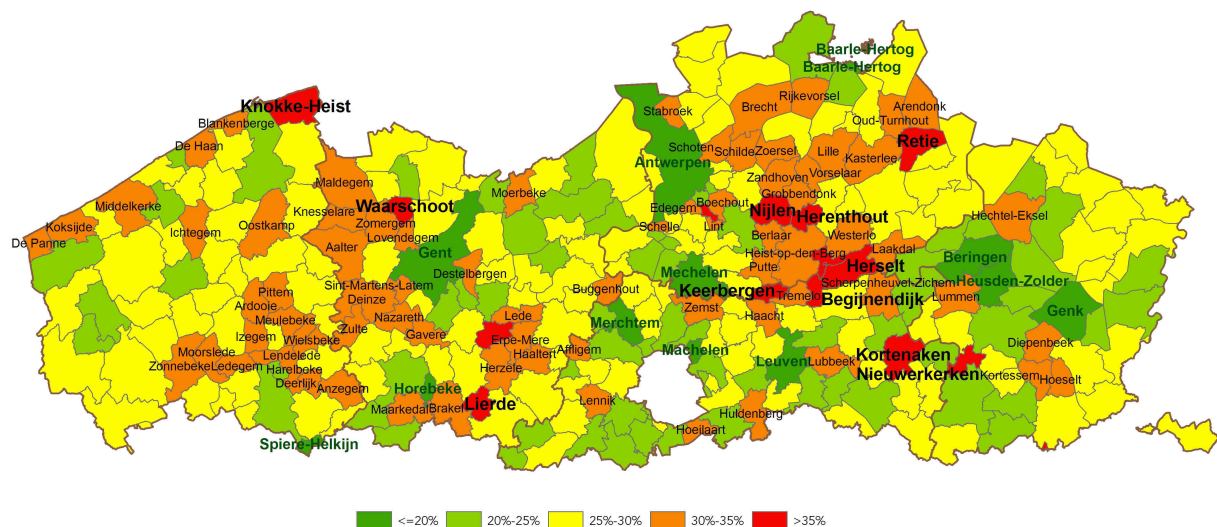 Baarle-Hertog
Baarle-Hertog
Knokke-Heist
Blankenberge
De Haan
Stabroek
Brecht
Rijkevorsel
Arendonk
Oud-Turnhout
Retie
Schoten
Schilde
Zoersel
Lille
Kasterlee
Antwerpen
Zandhoven
Vorselaar
Maldegem
Moerbeke
Grobbendonk
Middelkerke
Knesselare
Waarschoot
Edegem
Boechout
Nijlen
Herenthout
Hechtel-Eksel
Koksijde
De Panne
Ichtegem
Oostkamp
Zomergem
Lovendegem
Schelle
Lint
Berlaar
Westerlo
Aalter
Gent
Heist-op-den-Berg
Laakdal
Beringen
Destelbergen
Mechelen
Putte
Herselt
Sint-Martens-Latem
Buggenhout
Keerbergen
Tremelo
Scherpenheuvel-Zichem
Heusden-Zolder
Pittem
Deinze
Begijnendijk
Lummen
Ardooie
Nazareth
Lede
Merchtem
Zemst
Haacht
Genk
Meulebeke
Izegem
Wielsbeke
Zulte
Gavere
Erpe-Mere
Affligem
Machelen
Diepenbeek
Moorslede
Lendelede
Haaltert
Leuven
Lubbeek
Kortenaken
Zonnebeke
Ledegem
Harelbeke
Herzele
Nieuwerkerken
Kortessem
Hoeselt
Deerlijk
Anzegem
Horebeke
Maarkedal
Brakel
Lierde
Lennik
Huldenberg
Hoeilaart
Spiere-Helkijn
<=20% 20%-25% 25%-30% 30%-35% >35%